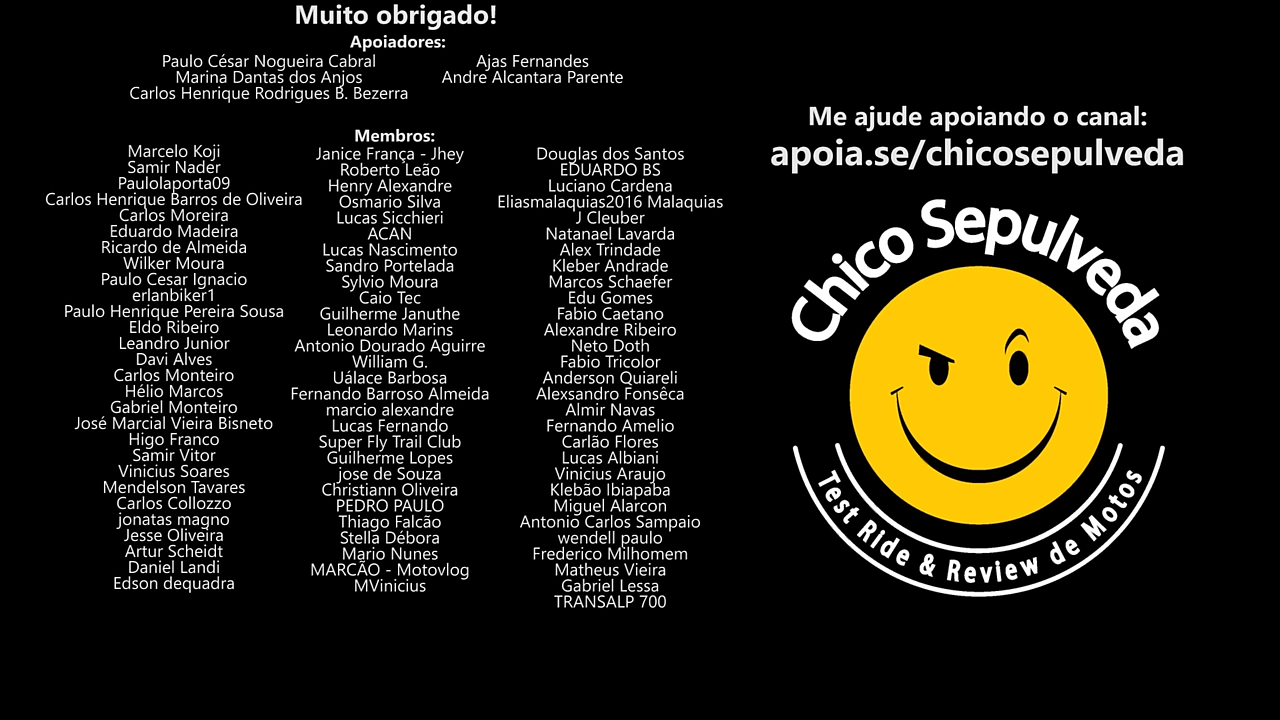 Muito obrigado!
Apoiadores:
Paulo César Nogueira Cabral
Marina Dantas dos Anjos
Carlos Henrique Rodrigues B. Bezerra
Ajas Fernandes
Andre Alcantara Parente
Membros:
Marcelo Koji
Samir Nader
Paulolaporta09
Carlos Henrique Barros de Oliveira
Carlos Moreira
Eduardo Madeira
Ricardo de Almeida
Wilker Moura
Paulo Cesar Ignacio
erlanbiker1
Paulo Henrique Pereira Sousa
Eldo Ribeiro
Leandro Junior
Davi Alves
Carlos Monteiro
Hélio Marcos
Gabriel Monteiro
José Marcial Vieira Bisneto
Higo Franco
Samir Vitor
Vinicius Soares
Mendelson Tavares
Carlos Collozzo
jonatas magno
Jesse Oliveira
Artur Scheidt
Daniel Landi
Edson dequadra
Janice França - Jhey
Roberto Leão
Henry Alexandre
Osmario Silva
Lucas Sicchieri
ACAN
Lucas Nascimento
Sandro Portelada
Sylvio Moura
Caio Tec
Guilherme Januthe
Leonardo Marins
Antonio Dourado Aguirre
William G.
Uálace Barbosa
Fernando Barroso Almeida
marcio alexandre
Lucas Fernando
Super Fly Trail Club
Guilherme Lopes
jose de Souza
Christiann Oliveira
PEDRO PAULO
Thiago Falcão
Stella Débora
Mario Nunes
MARCÃO - Motovlog
MVinicius
Douglas dos Santos
EDUARDO BS
Luciano Cardena
Eliasmalaquias2016 Malaquias
J Cleuber
Natanael Lavarda
Alex Trindade
Kleber Andrade
Marcos Schaefer
Edu Gomes
Fabio Caetano
Alexandre Ribeiro
Neto Doth
Fabio Tricolor
Anderson Quiareli
Alexsandro Fonsêca
Almir Navas
Fernando Amelio
Carlão Flores
Lucas Albiani
Vinicius Araujo
Klebão Ibiapaba
Miguel Alarcon
Antonio Carlos Sampaio
wendell paulo
Frederico Milhomem
Matheus Vieira
Gabriel Lessa
TRANSALP 700
Me ajude apoiando o canal:
apoia.se/chicosepulveda
Chico Sepulveda
Test Ride & Review de Motos